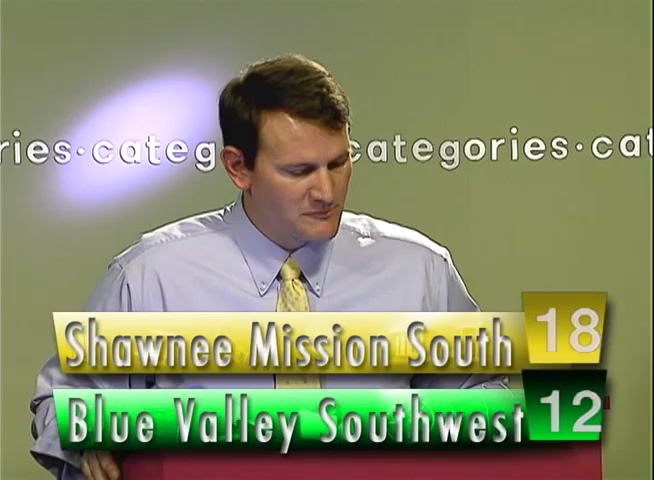 ries·categ categories·cat
Shawnee Mission South 18
Blue Valley Southwest 12